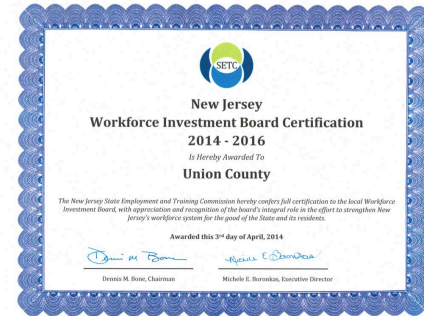 SETC
New Jersey
Workforce Investment Board Certification
2014 - 2016
Is Hereby Awarded To
Union County
The New Jersey State Employment and Training Commission hereby confers full certification to the local Workforce
Investment Board, with appreciation and recognition of the board's integral role in the effort to strengthen New
Jersey's workforce system for the good of the State and its residents.
Awarded this 3rd day of April, 2014
Dennis M. Bone, Chairman
Michele E. Boronkas, Executive Director